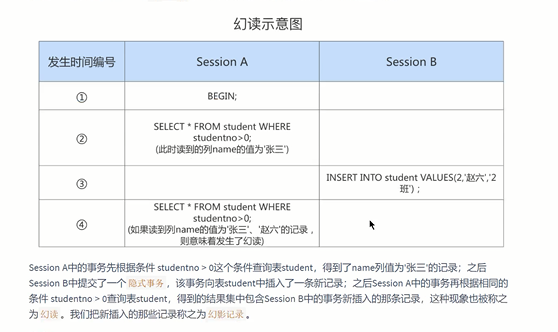 幻读示意图
发生时间编号 Session A Session B
① BEGIN;
② SELECT * FROM student WHERE
studentno>0;
(此时读到的列name的值为'张三')
③ INSERT INTO student VALUES(2,'赵六','2
班') ;
④ SELECT * FROM student WHERE
studentno>0;
(如果读到列name的值为'张三'、'赵六'的记录，
则意味着发生了幻读)
Session A中的事务先根据条件 studentno > 0这个条件查询表student，得到了name列值为'张三'的记录；之后
Session B中提交了一个 隐式事务 ，该事务向表student中插入了一条新记录；之后Session A中的事务再根据相同的
条件 studentno > 0查询表student，得到的结果集中包含Session B中的事务新插入的那条记录，这种现象也被称之
为 幻读 。我们把新插入的那些记录称之为 幻影记录 。